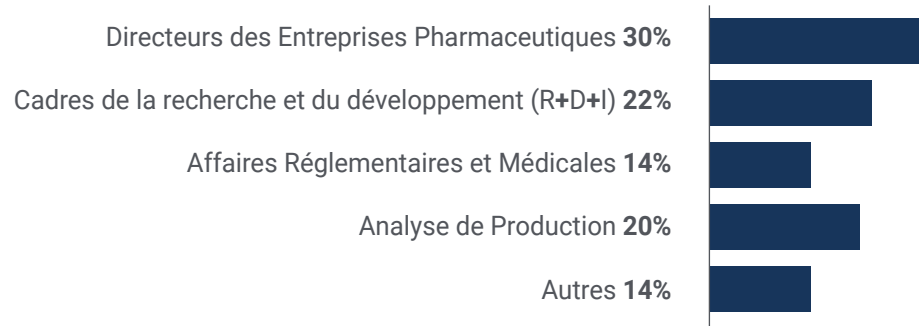 Directeurs des Entreprises Pharmaceutiques 30%
Cadres de la recherche et du développement (R+D+I) 22%
Affaires Réglementaires et Médicales 14%
Analyse de Production 20%
Autres 14%